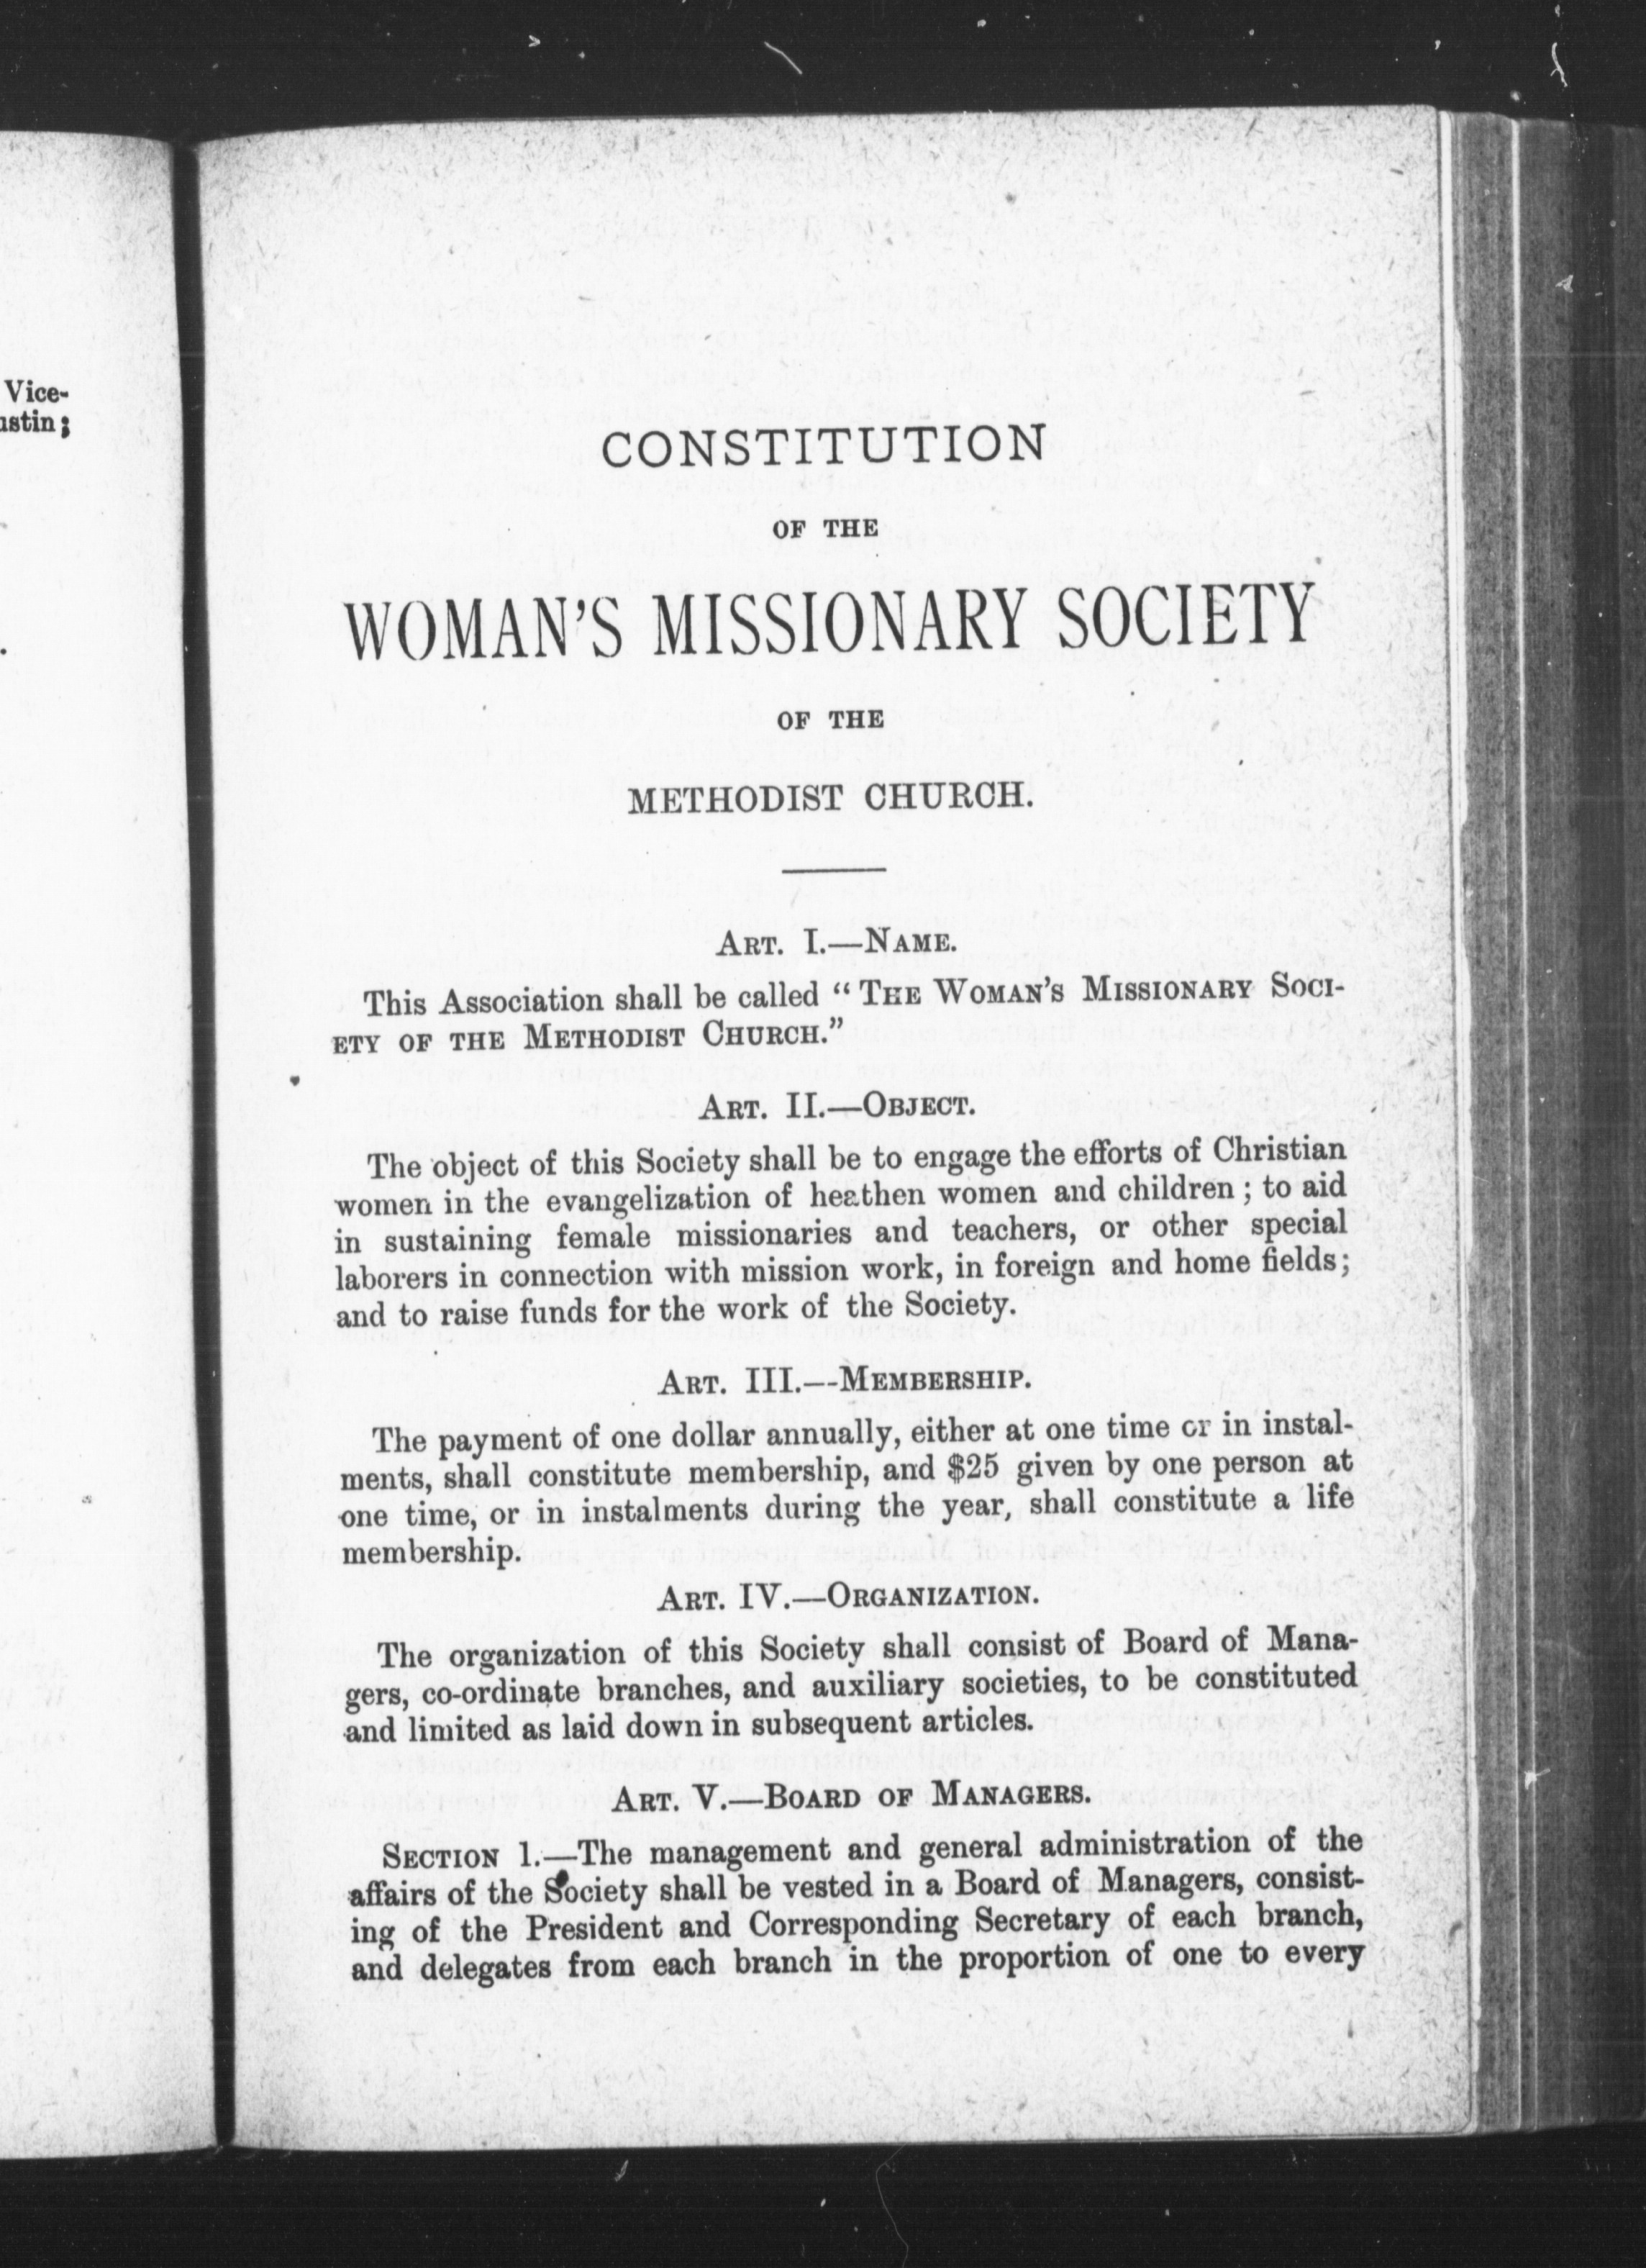 Vice-
ustin;
CONSTITUTION
OF THE
WOMAN'S MISSIONARY SOCIETY
OF THE
METHODIST CHURCH.
ART. I.—NAME.
This Association shall be called "THE WOMAN'S MISSIONARY SOCI-
ETY OF THE METHODIST CHURCH."
ART. II.—OBJECT.
The object of this Society shall be to engage the efforts of Christian
women in the evangelization of heathen women and children; to aid
in sustaining female missionaries and teachers, or other special
laborers in connection with mission work, in foreign and home fields;
and to raise funds for the work of the Society.
ART. III.—MEMBERSHIP.
The payment of one dollar annually, either at one time or in instal-
ments, shall constitute membership, and $25 given by one person at
one time, or in instalments during the year, shall constitute a life
membership.
ART. IV.—ORGANIZATION.
The organization of this Society shall consist of Board of Mana-
gers, co-ordinate branches, and auxiliary societies, to be constituted
and limited as laid down in subsequent articles.
ART. V.—BOARD OF MANAGERS.
SECTION 1.—The management and general administration of the
affairs of the Society shall be vested in a Board of Managers, consist-
ing of the President and Corresponding Secretary of each branch,
and delegates from each branch in the proportion of one to every